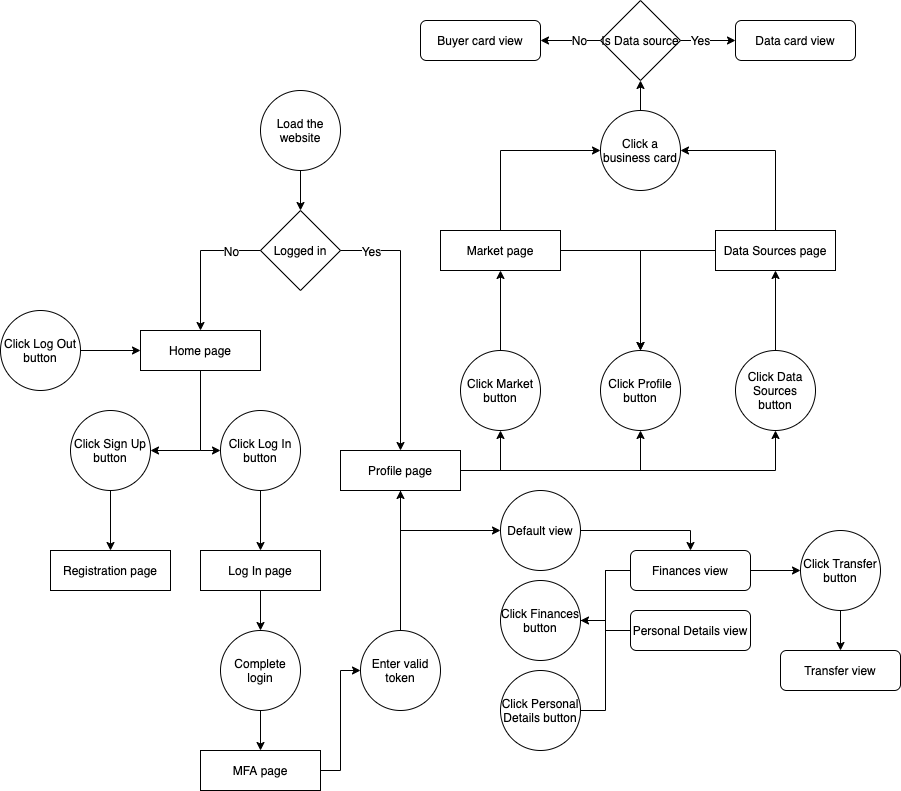 Buyer card view
No
Is Data source
Yes
Data card view
Load the
website
Click a
business card
No
Logged in
Yes
Market page
Data Sources page
Click Log Out
button
Home page
Click Market
button
Click Profile
button
Click Data
Sources
button
Click Sign Up
button
Click Log In
button
Profile page
Default view
Registration page
Log In page
Finances view
Click Transfer
button
Click Finances
button
Personal Details view
Complete
login
Enter valid
token
Transfer view
Click Personal
Details button
MFA page